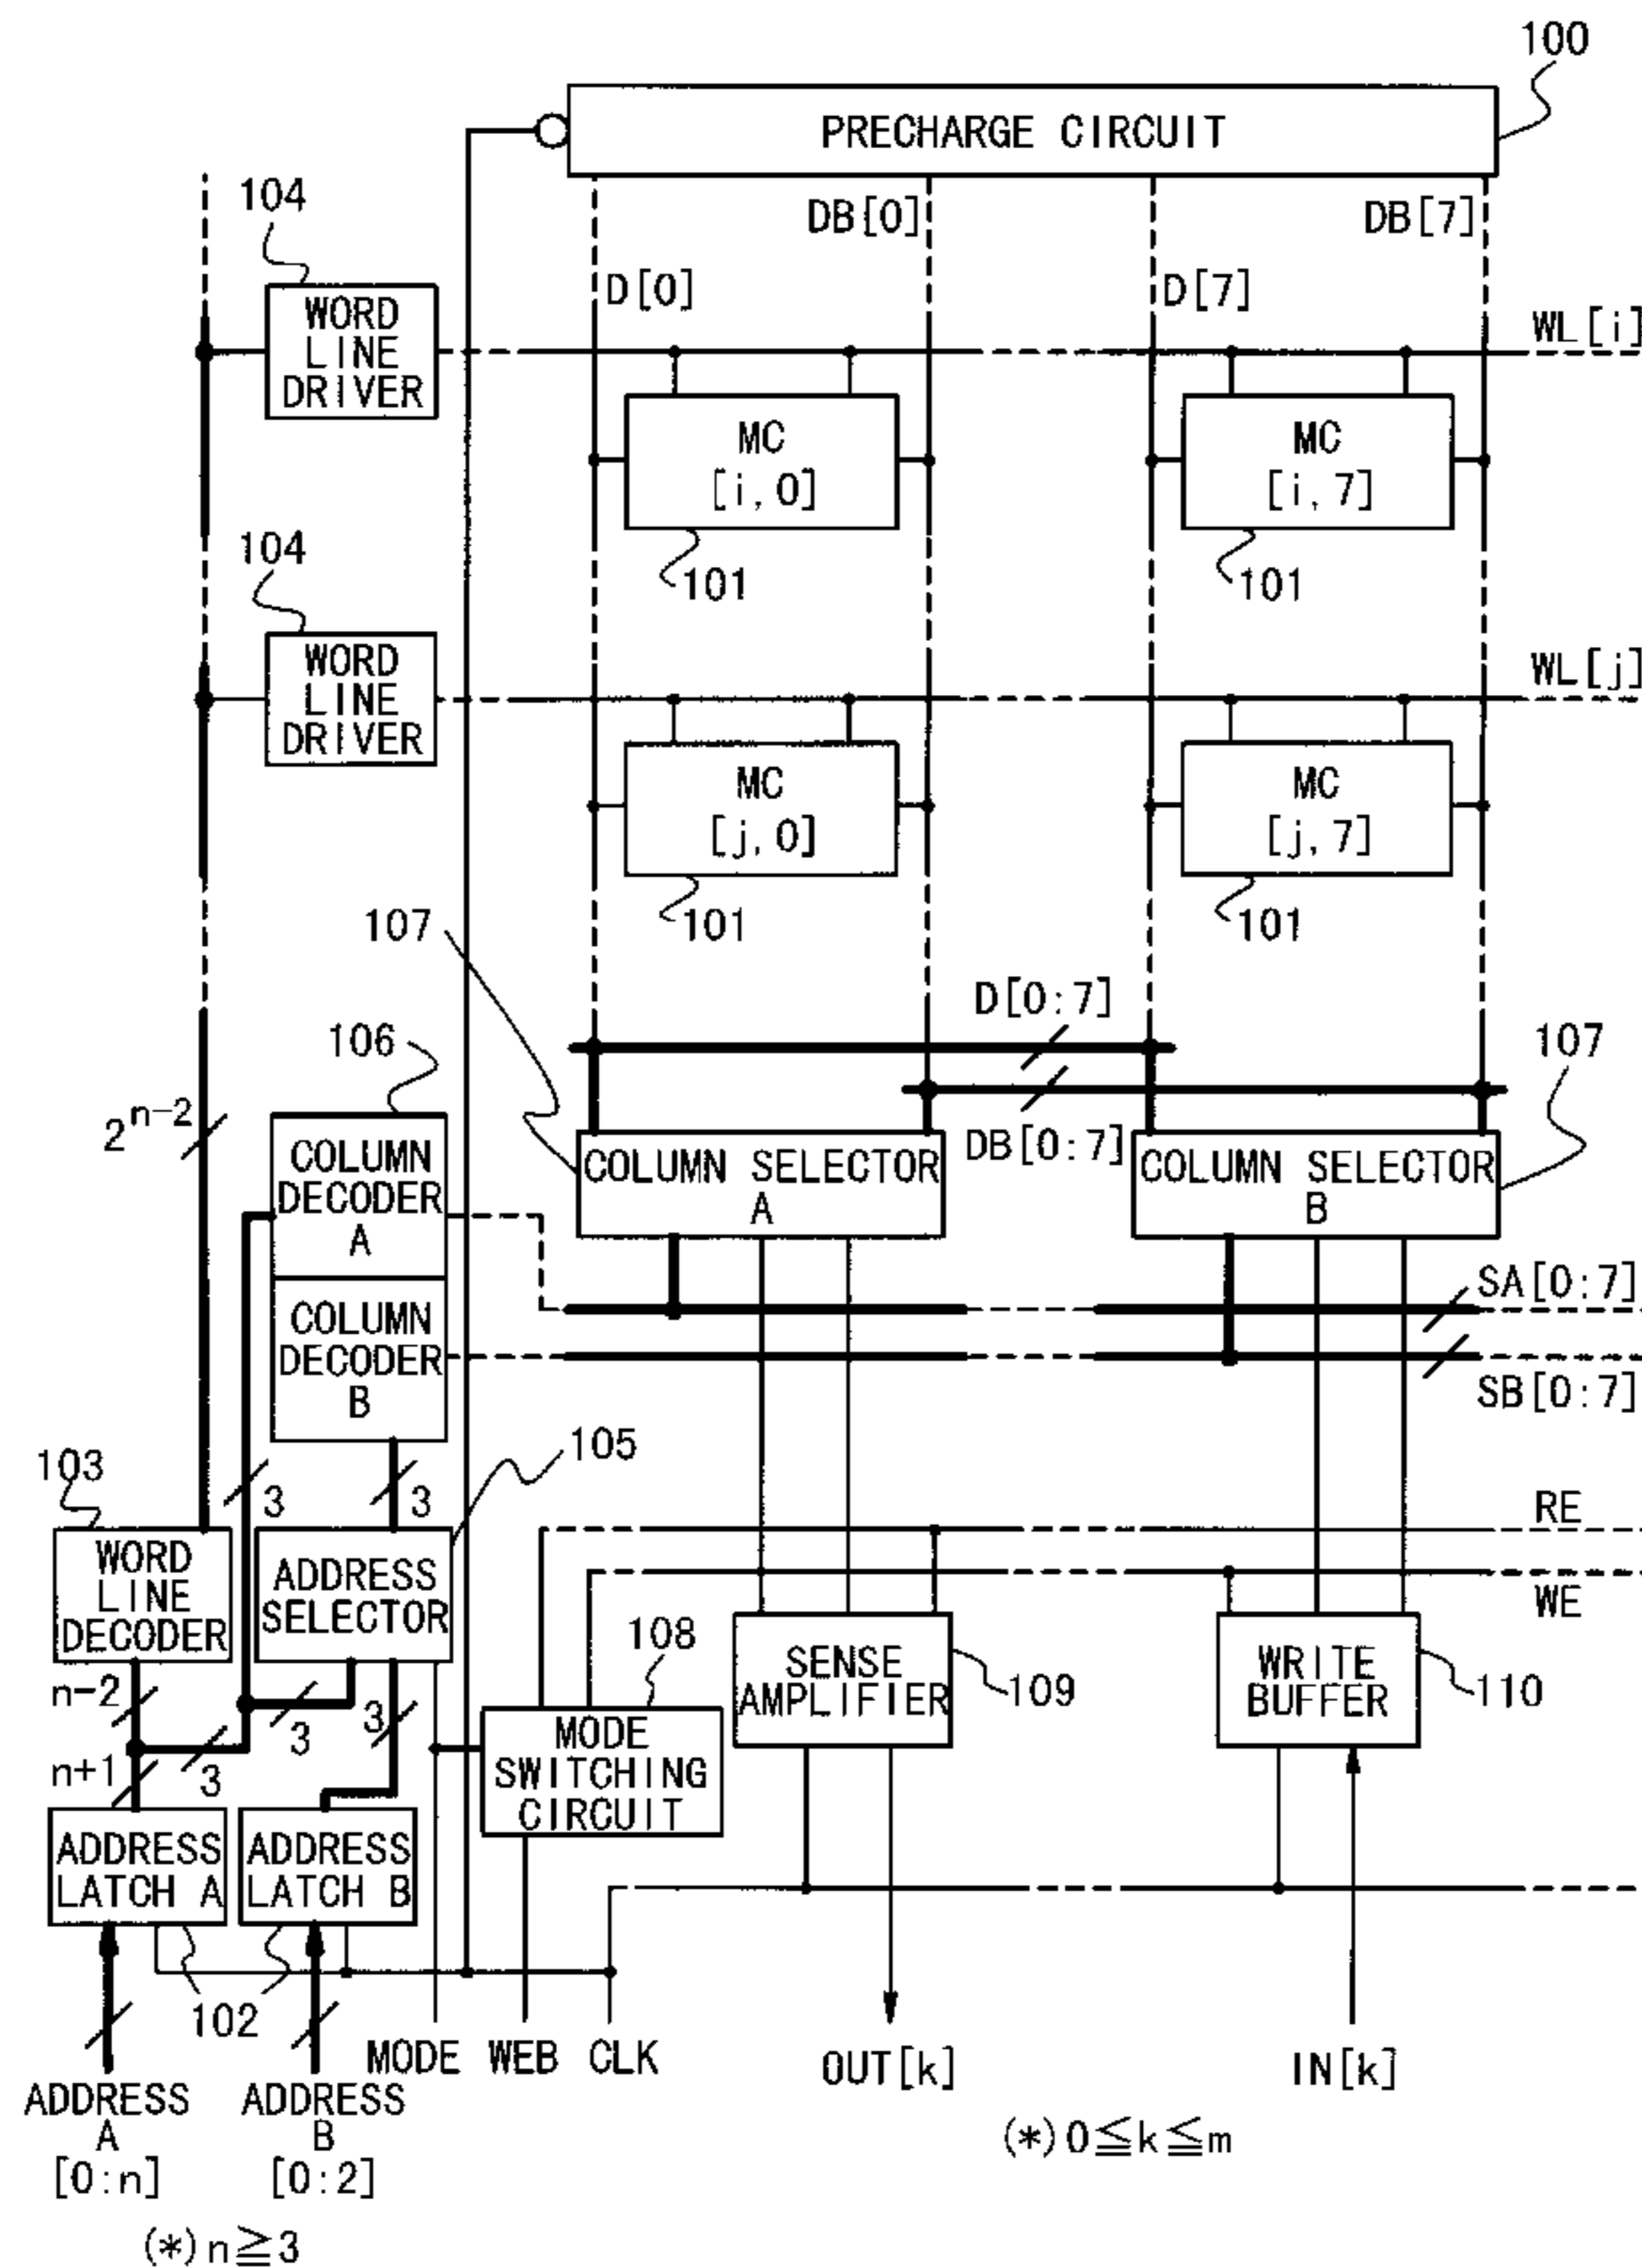 100
PRECHARGE CIRCUIT
104
DB[0]
DB[7]
D[0]
D[7]
WORD
LINE
DRIVER
WL[i]
MC
[i,0]
MC
[i,7]
104
101
101
WORD
LINE
DRIVER
WL[j]
MC
[j,0]
MC
[j,7]
107
101
101
D[0:7]
106
107
2^n-2
DB[0:7]
COLUMN
DECODER
A
COLUMN SELECTOR
A
COLUMN SELECTOR
B
SA[0:7]
COLUMN
DECODER
B
SB[0:7]
105
103
3
3
RE
WORD
LINE
DECODER
ADDRESS
SELECTOR
WE
108
SENSE
AMPLIFIER
109
WRITE
BUFFER
110
n-2
3
3
MODE
SWITCHING
CIRCUIT
n+1
3
ADDRESS
LATCH A
ADDRESS
LATCH B
102
MODE WEB CLK
OUT[k]
IN[k]
ADDRESS
A
[0:n]
ADDRESS
B
[0:2]
(*)0≦k≦m
(*)n≧3